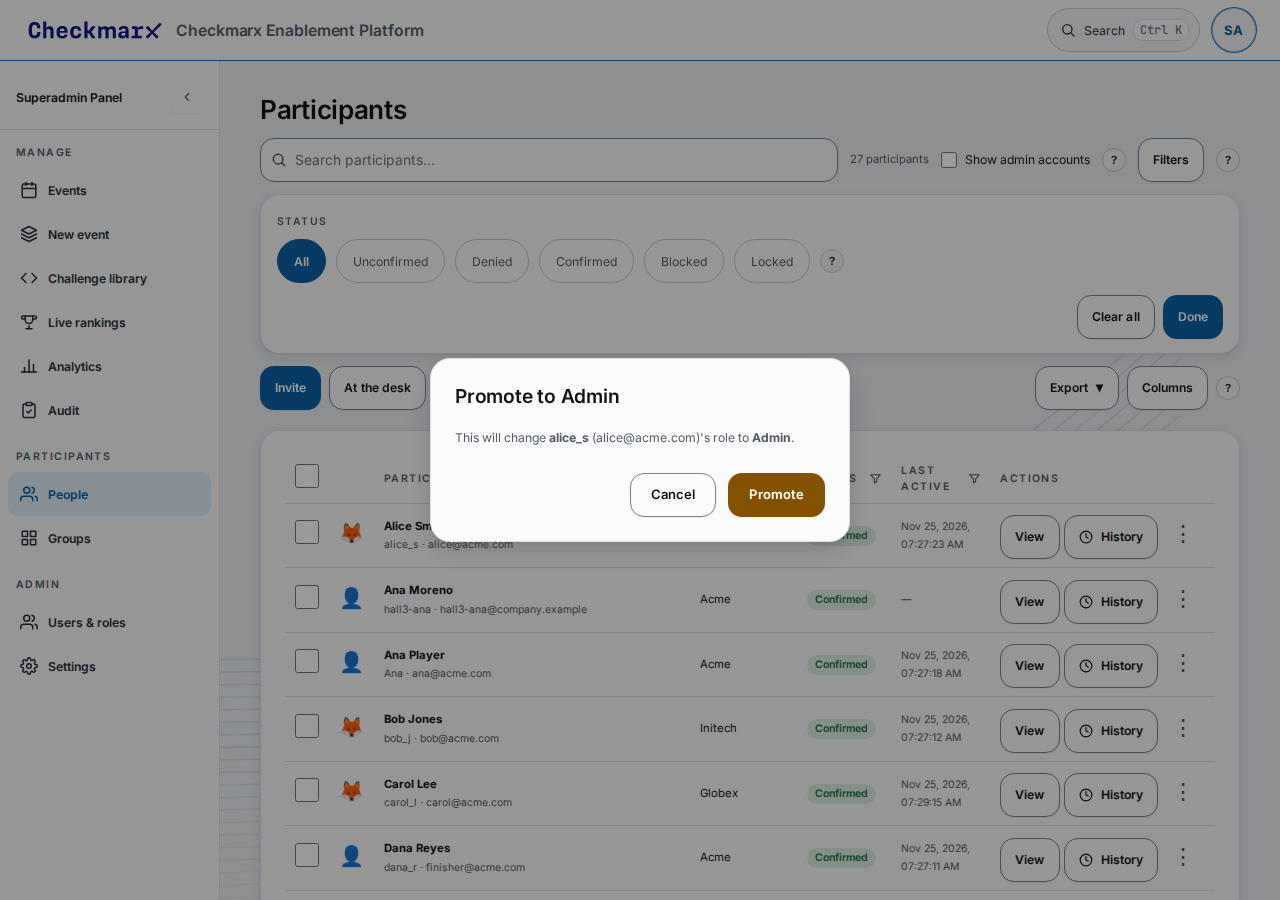 Checkmarx Checkmarx Enablement Platform Search Ctrl K SA
Superadmin Panel
MANAGE
Events
New event
Challenge library
Live rankings
Analytics
Audit
PARTICIPANTS
People
Groups
ADMIN
Users & roles
Settings
Participants
Search participants... 27 participants Show admin accounts ? Filters ?
STATUS
All Unconfirmed Denied Confirmed Blocked Locked ?
Clear all Done
Invite At the desk Export ▼ Columns ?
Promote to Admin
This will change alice_s (alice@acme.com)'s role to Admin.
Cancel Promote
LAST ACTIVE ACTIONS
alice_s · alice@acme.com
Alice Nov 25, 2026, 07:27:23 AM View History
Ana Moreno
hall3-ana · hall3-ana@company.example Acme Confirmed — View History
Ana Player
Ana · ana@acme.com Acme Confirmed Nov 25, 2026, 07:27:18 AM View History
Bob Jones
bob_j · bob@acme.com Initech Confirmed Nov 25, 2026, 07:27:12 AM View History
Carol Lee
carol_l · carol@acme.com Globex Confirmed Nov 25, 2026, 07:29:15 AM View History
Dana Reyes
dana_r · finisher@acme.com Acme Confirmed Nov 25, 2026, 07:27:11 AM View History